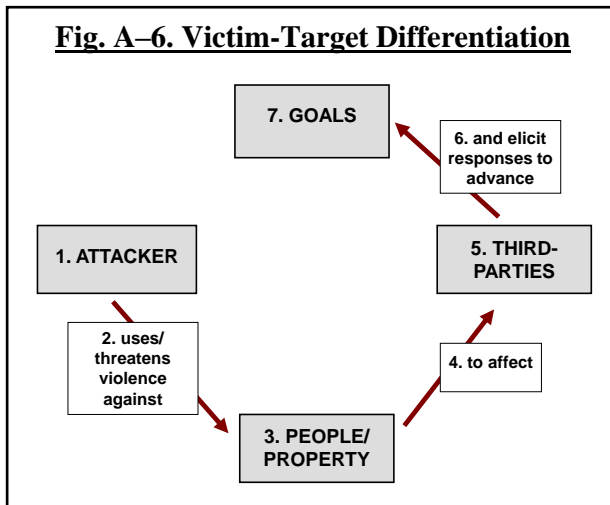 Fig. A–6. Victim-Target Differentiation
7. GOALS
6. and elicit
responses to
advance
1. ATTACKER
5. THIRD-
PARTIES
2. uses/
threatens
violence
against
4. to affect
3. PEOPLE/
PROPERTY